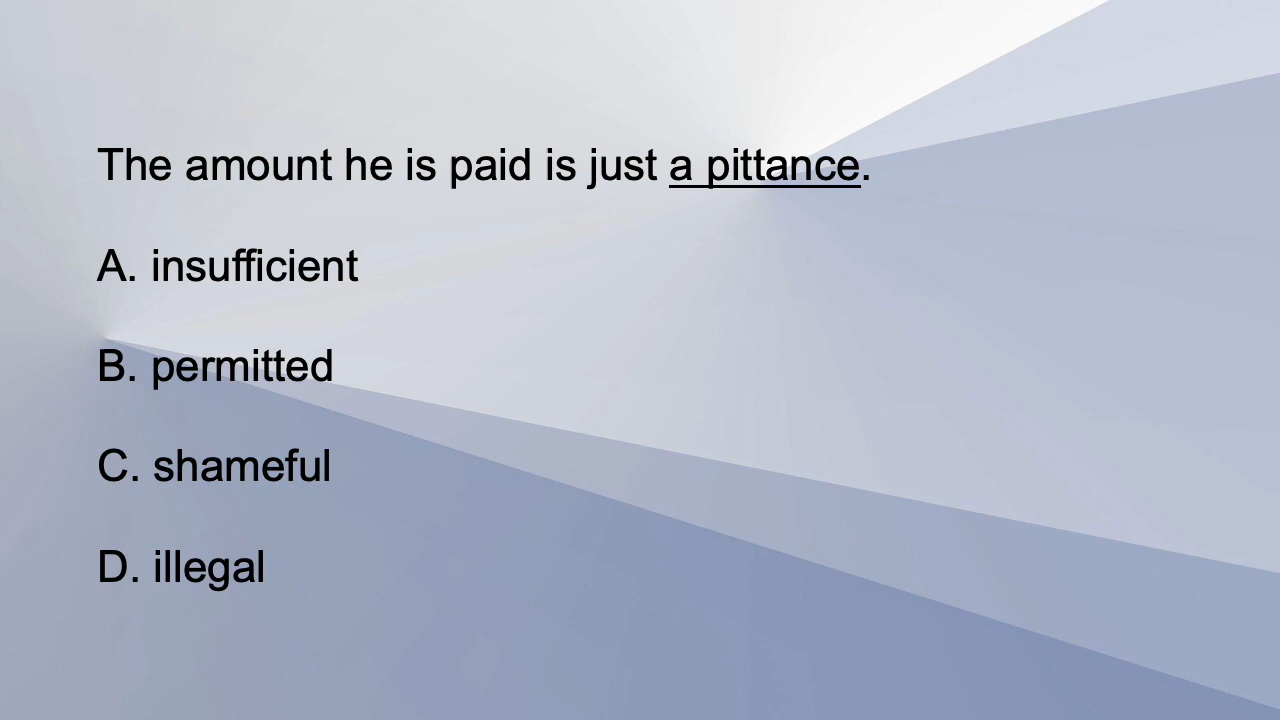 The amount he is paid is just a pittance.
A. insufficient
B. permitted
C. shameful
D. illegal